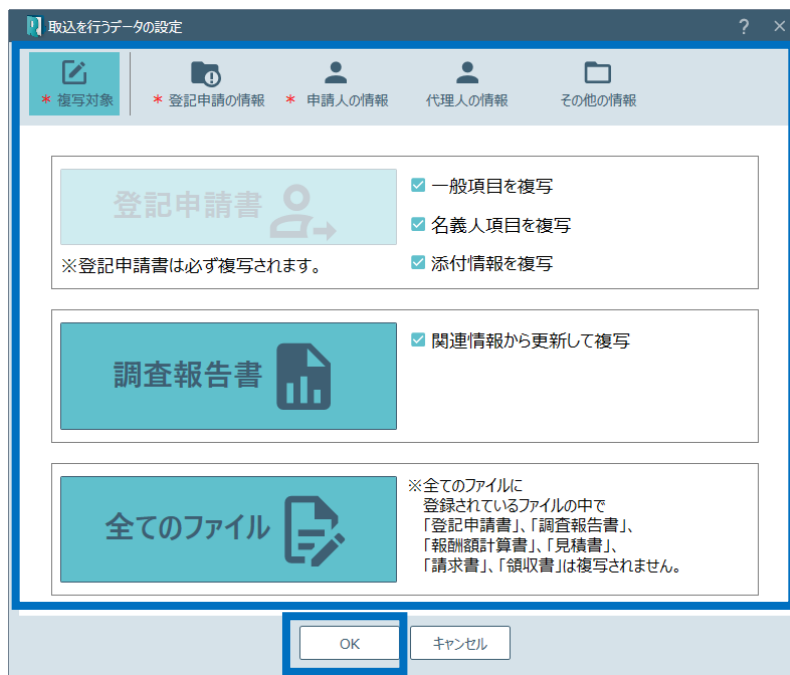 取込を行うデータの設定
? ×
* 複写対象 * 登記申請の情報 * 申請人の情報 代理人の情報 その他の情報
登記申請書
※登記申請書は必ず複写されます。
一般項目を複写
名義人項目を複写
添付情報を複写
調査報告書
関連情報から更新して複写
全てのファイル
※全てのファイルに
登録されているファイルの中で
「登記申請書」、「調査報告書」、
「報酬額計算書」、「見積書」、
「請求書」、「領収書」は複写されません。
OK キャンセル